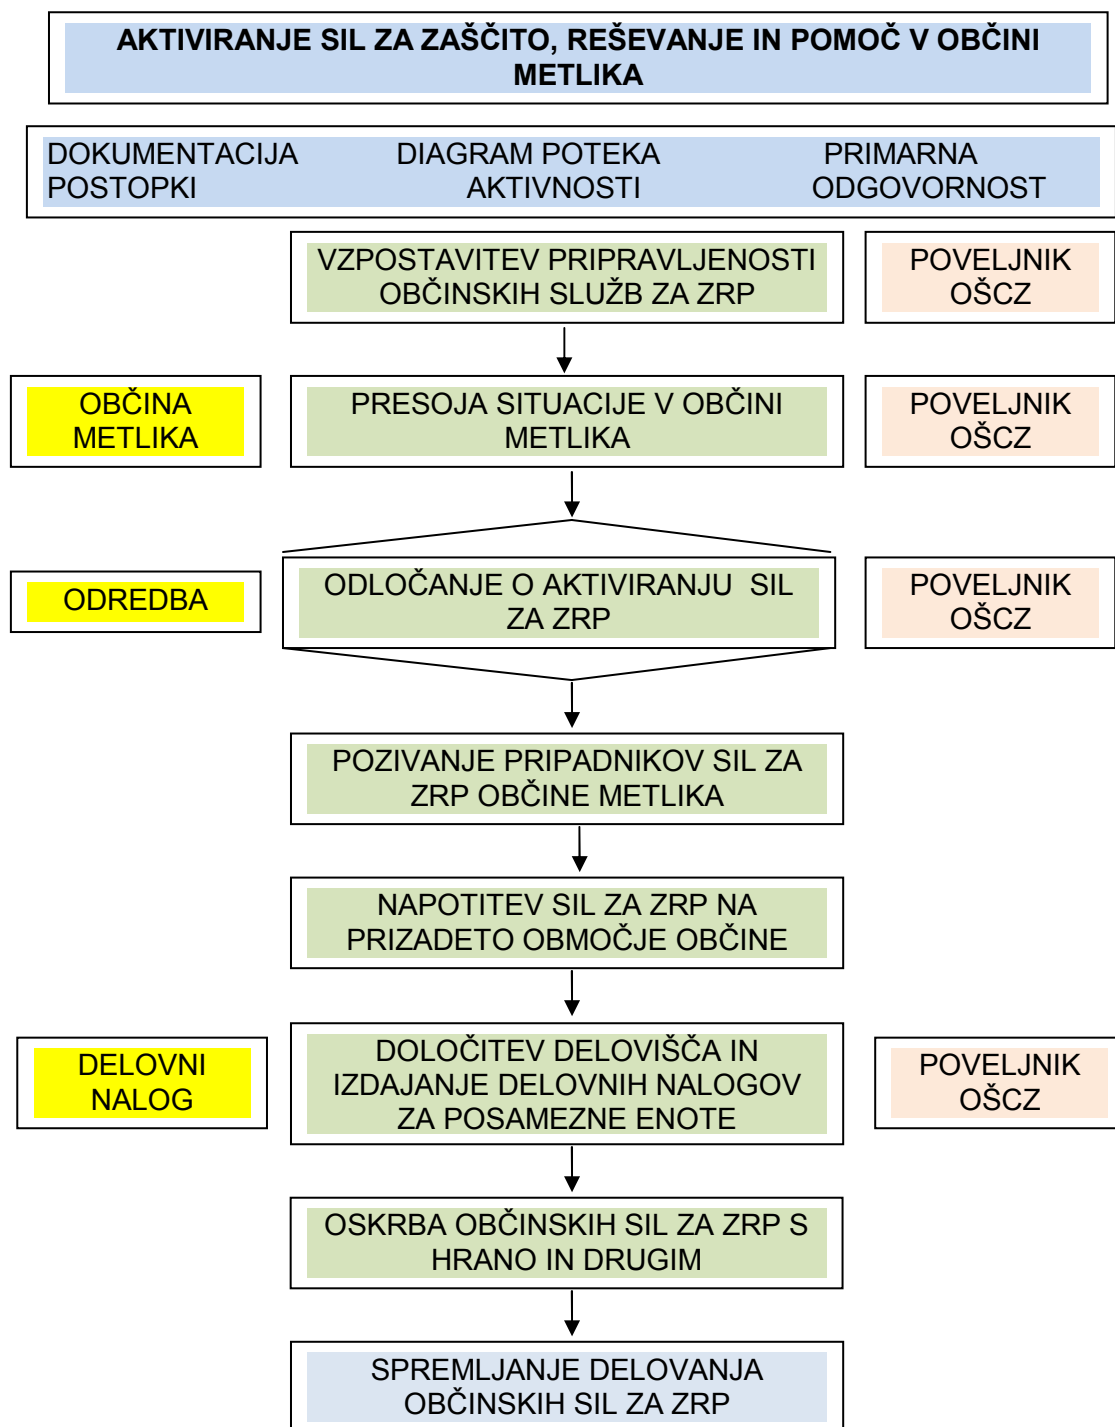 AKTIVIRANJE SIL ZA ZAŠČITO, REŠEVANJE IN POMOČ V OBČINI
METLIKA
DOKUMENTACIJA DIAGRAM POTEKA PRIMARNA
POSTOPKI AKTIVNOSTI ODGOVORNOST
VZPOSTAVITEV PRIPRAVLJENOSTI
OBČINSKIH SLUŽB ZA ZRP
POVELJNIK
OŠCZ
OBČINA
METLIKA
PRESOJA SITUACIJE V OBČINI
METLIKA
POVELJNIK
OŠCZ
ODREDBA
ODLOČANJE O AKTIVIRANJU SIL
ZA ZRP
POVELJNIK
OŠCZ
POZIVANJE PRIPADNIKOV SIL ZA
ZRP OBČINE METLIKA
NAPOTITEV SIL ZA ZRP NA
PRIZADETO OBMOČJE OBČINE
DELOVNI
NALOG
DOLOČITEV DELOVIŠČA IN
IZDAJANJE DELOVNIH NALOGOV
ZA POSAMEZNE ENOTE
POVELJNIK
OŠCZ
OSKRBA OBČINSKIH SIL ZA ZRP S
HRANO IN DRUGIM
SPREMLJANJE DELOVANJA
OBČINSKIH SIL ZA ZRP